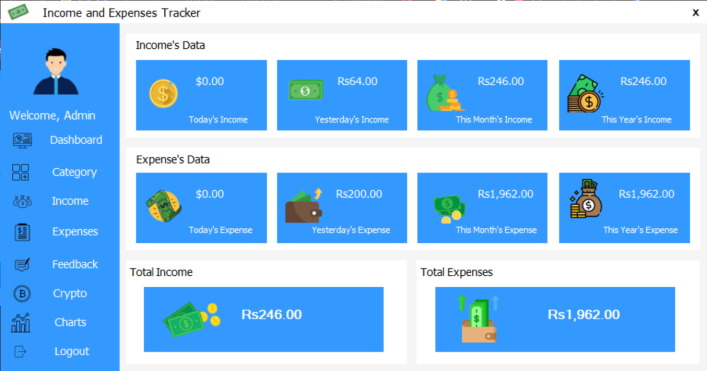 Income and Expenses Tracker
X
Welcome, Admin
Dashboard
Category
Income
Expenses
Feedback
Crypto
Charts
Logout
Income's Data
$0.00
Today's Income
Rs64.00
Yesterday's Income
Rs246.00
This Month's Income
Rs246.00
This Year's Income
Expense's Data
$0.00
Today's Expense
Rs200.00
Yesterday's Expense
Rs1,962.00
This Month's Expense
Rs1,962.00
This Year's Expense
Total Income
Rs246.00
Total Expenses
Rs1,962.00